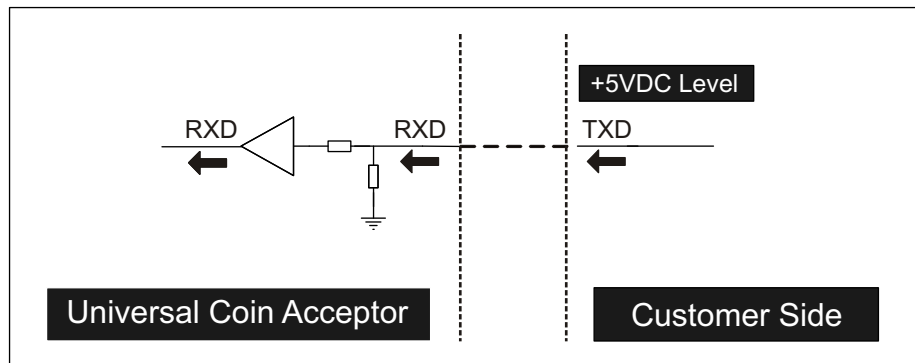 +5VDC Level
RXD
RXD
TXD
Universal Coin Acceptor
Customer Side